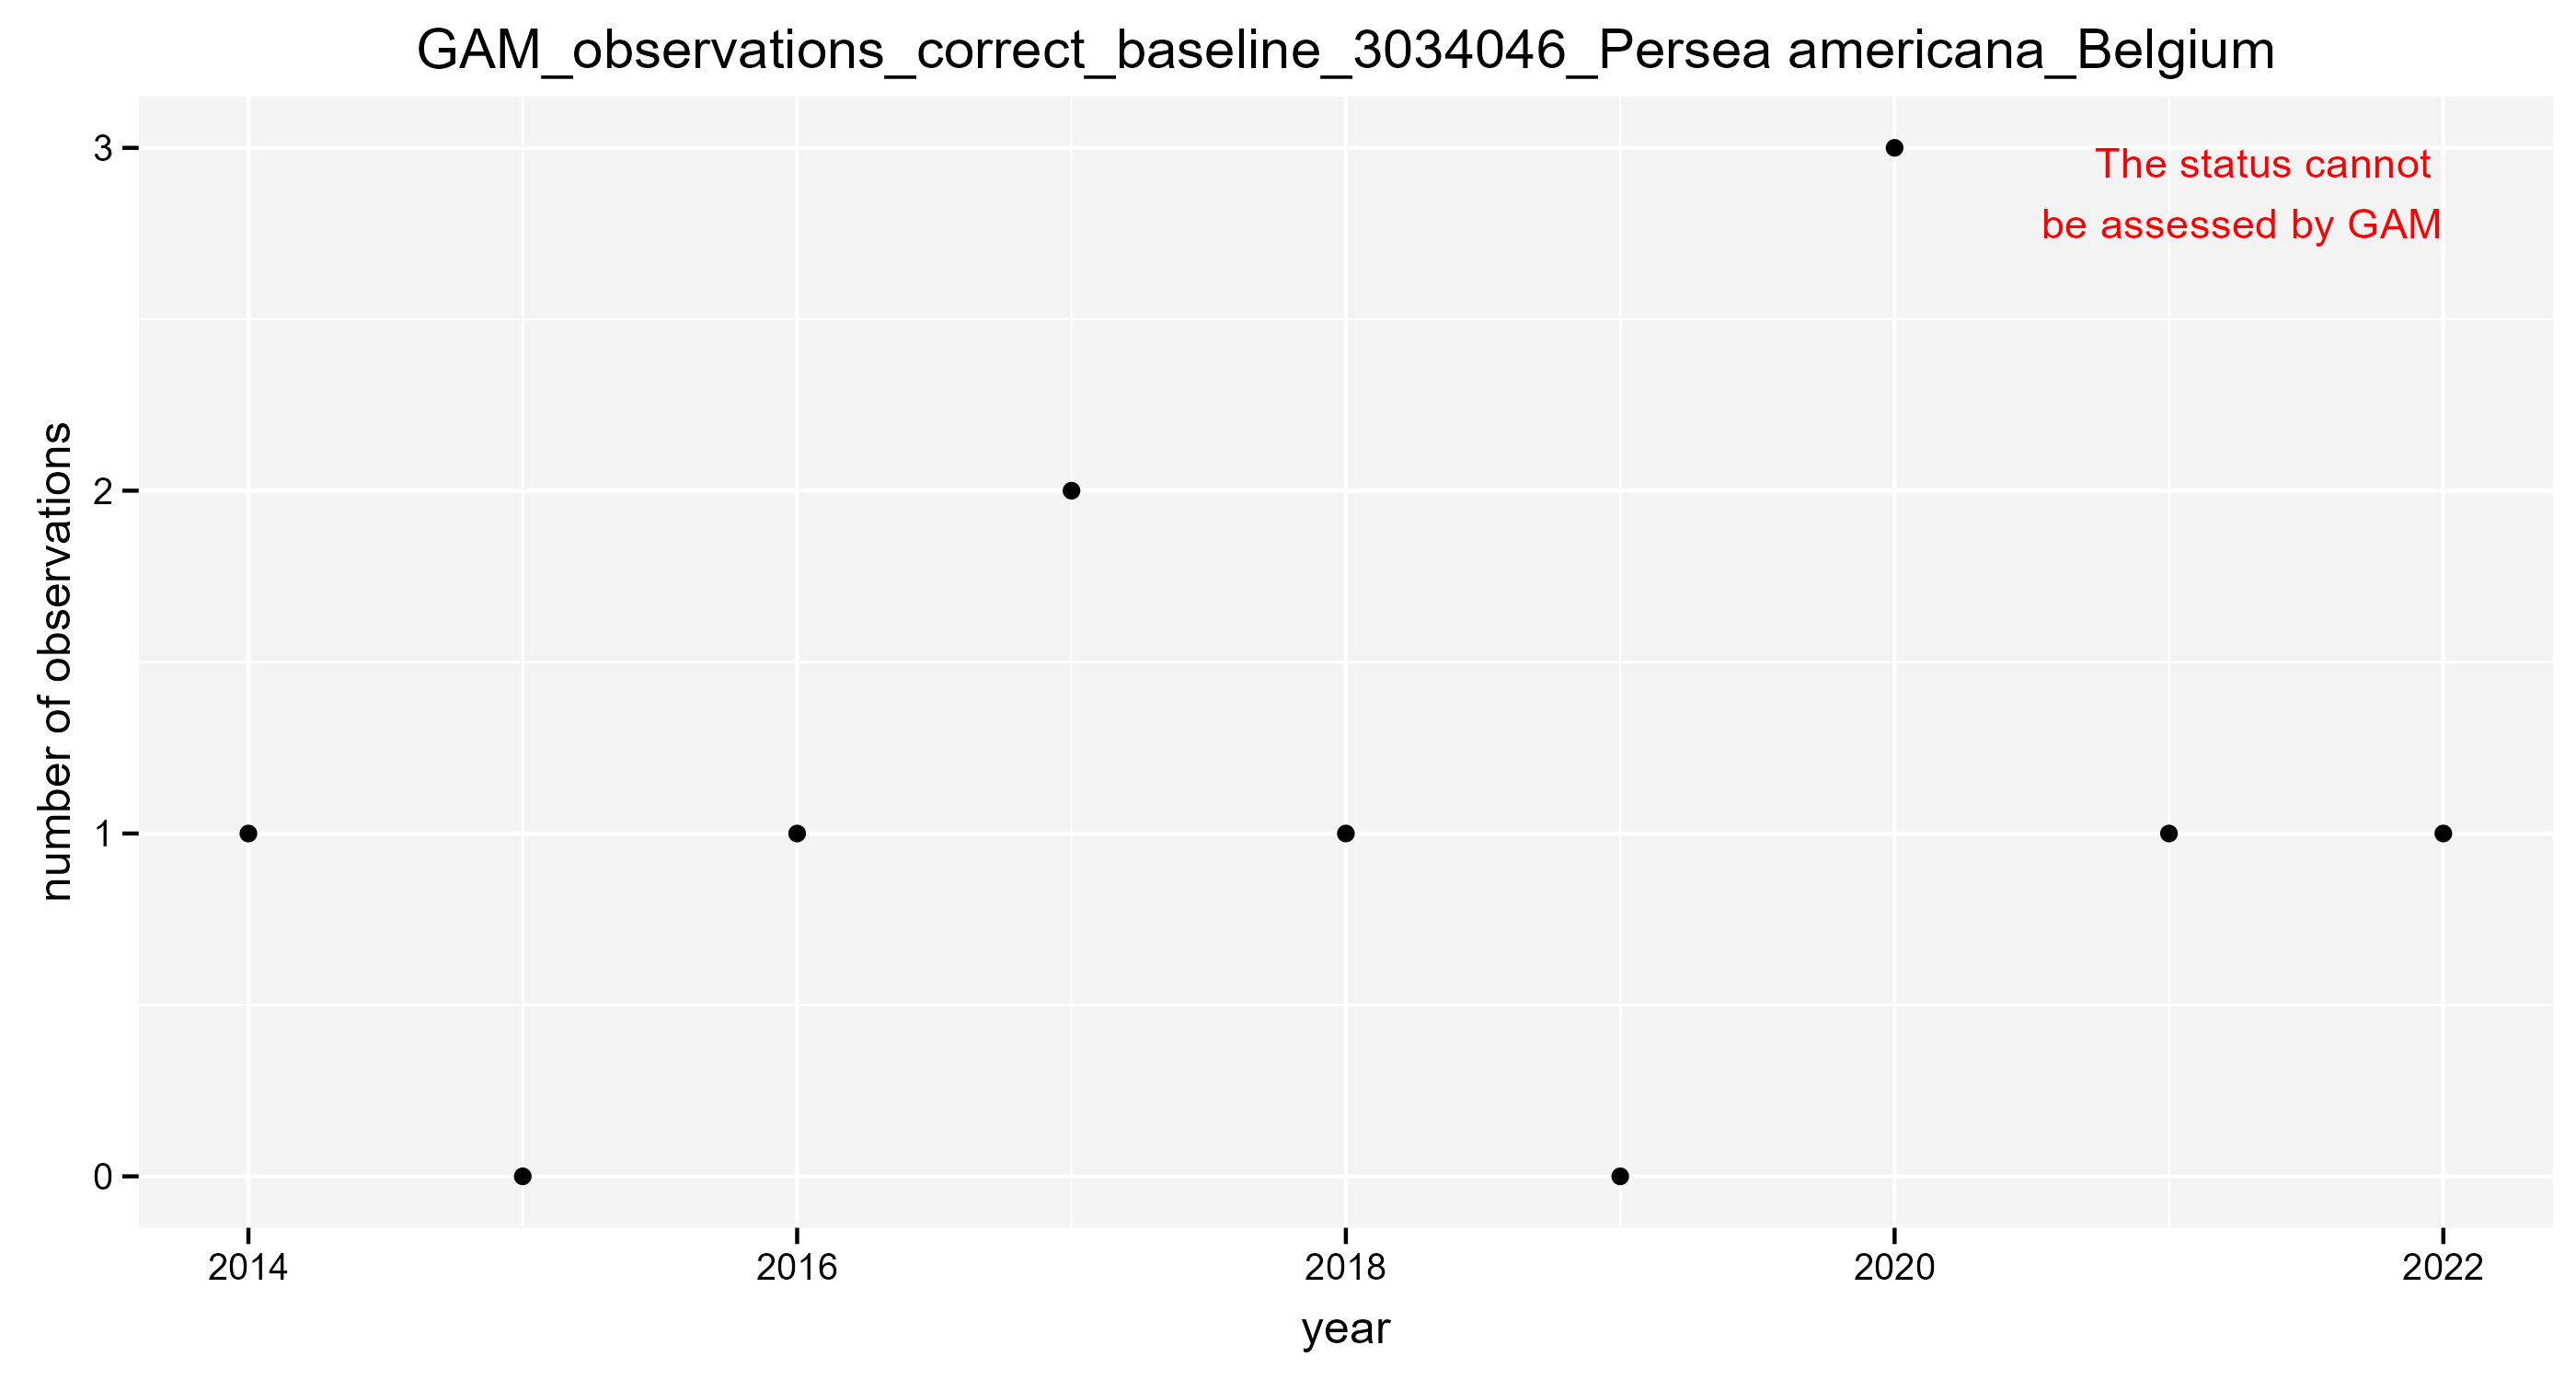 GAM_observations_correct_baseline_3034046_Persea americana_Belgium
3
The status cannot
be assessed by GAM
2
number of observations
1
0
2014 2016 2018 2020 2022
year